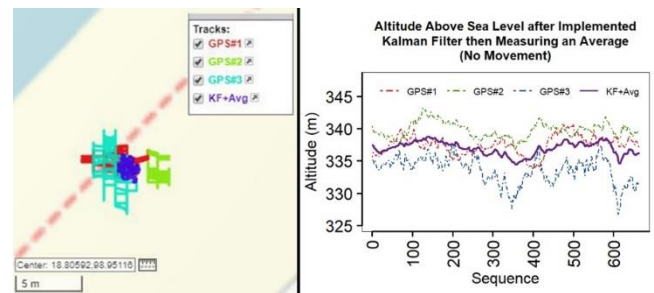 Tracks:
GPS#1
GPS#2
GPS#3
KF+Avg
Center: 18.80592,98.95116
5 m
Altitude Above Sea Level after Implemented
Kalman Filter then Measuring an Average
(No Movement)
GPS#1 GPS#2 GPS#3 KF+Avg
Altitude (m)
345
340
335
330
325
0 100 200 300 400 500 600
Sequence